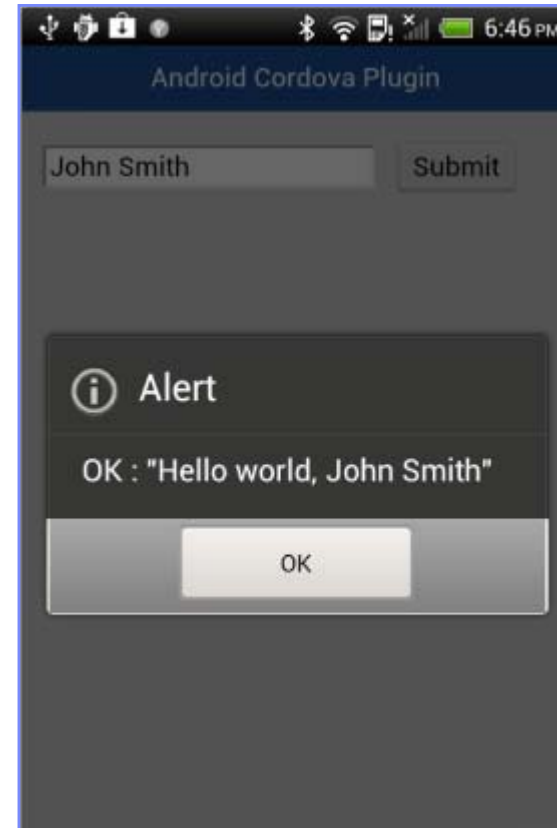 6:46 PM
Android Cordova Plugin
John Smith
Submit
Alert
OK : "Hello world, John Smith"
OK